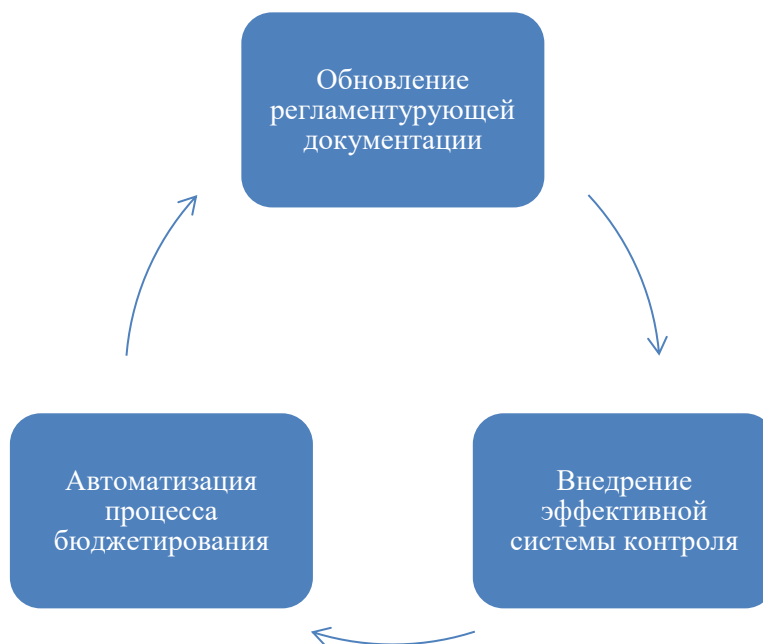 Обновление
регламентурующей
документации
Автоматизация
процесса
бюджетирования
Внедрение
эффективной
системы контроля